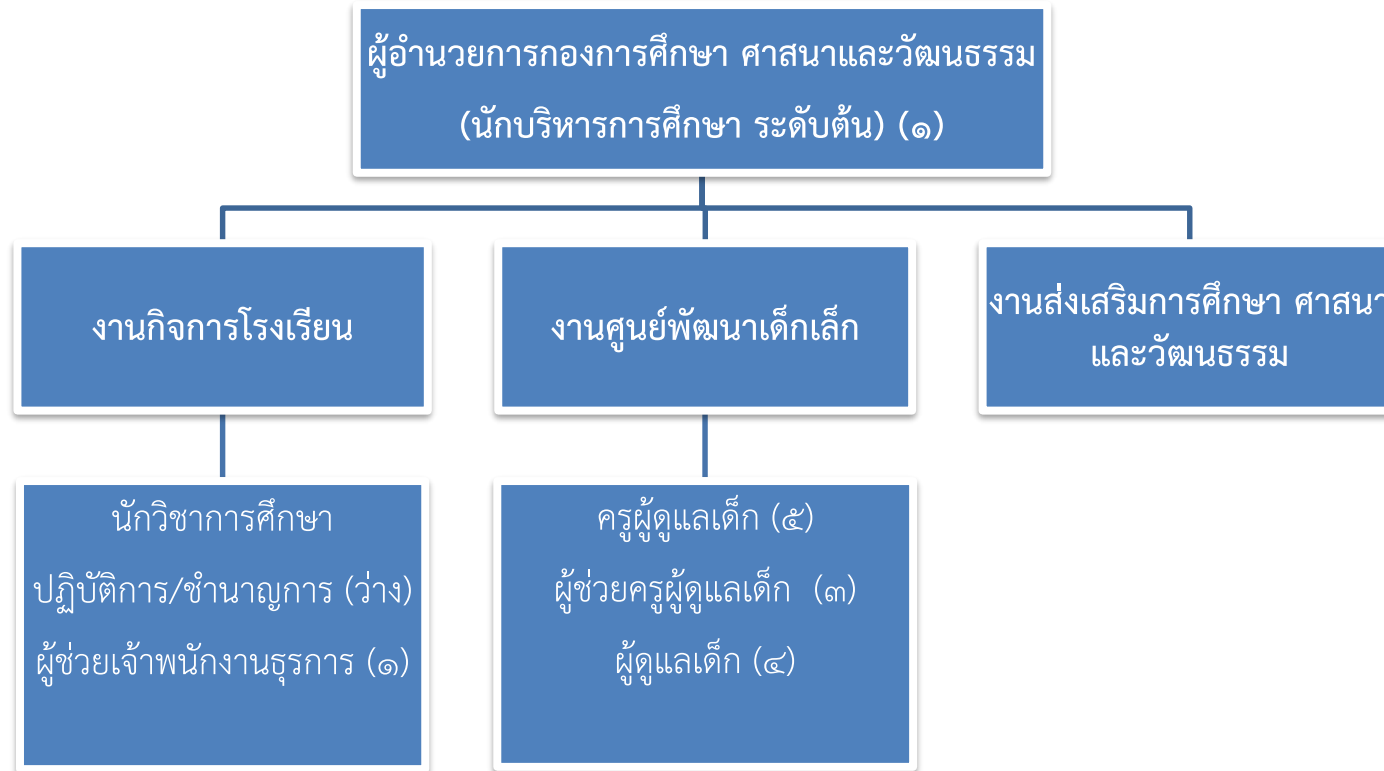 ผู้อำนวยการกองการศึกษา ศาสนาและวัฒนธรรม
(นักบริหารการศึกษา ระดับต้น) (๑)
งานกิจการโรงเรียน
งานศูนย์พัฒนาเด็กเล็ก
งานส่งเสริมการศึกษา ศาสนา
และวัฒนธรรม
นักวิชาการศึกษา
ปฏิบัติการ/ชำนาญการ (ว่าง)
ผู้ช่วยเจ้าพนักงานธุรการ (๑)
ครูผู้ดูแลเด็ก (๕)
ผู้ช่วยครูผู้ดูแลเด็ก (๓)
ผู้ดูแลเด็ก (๔)